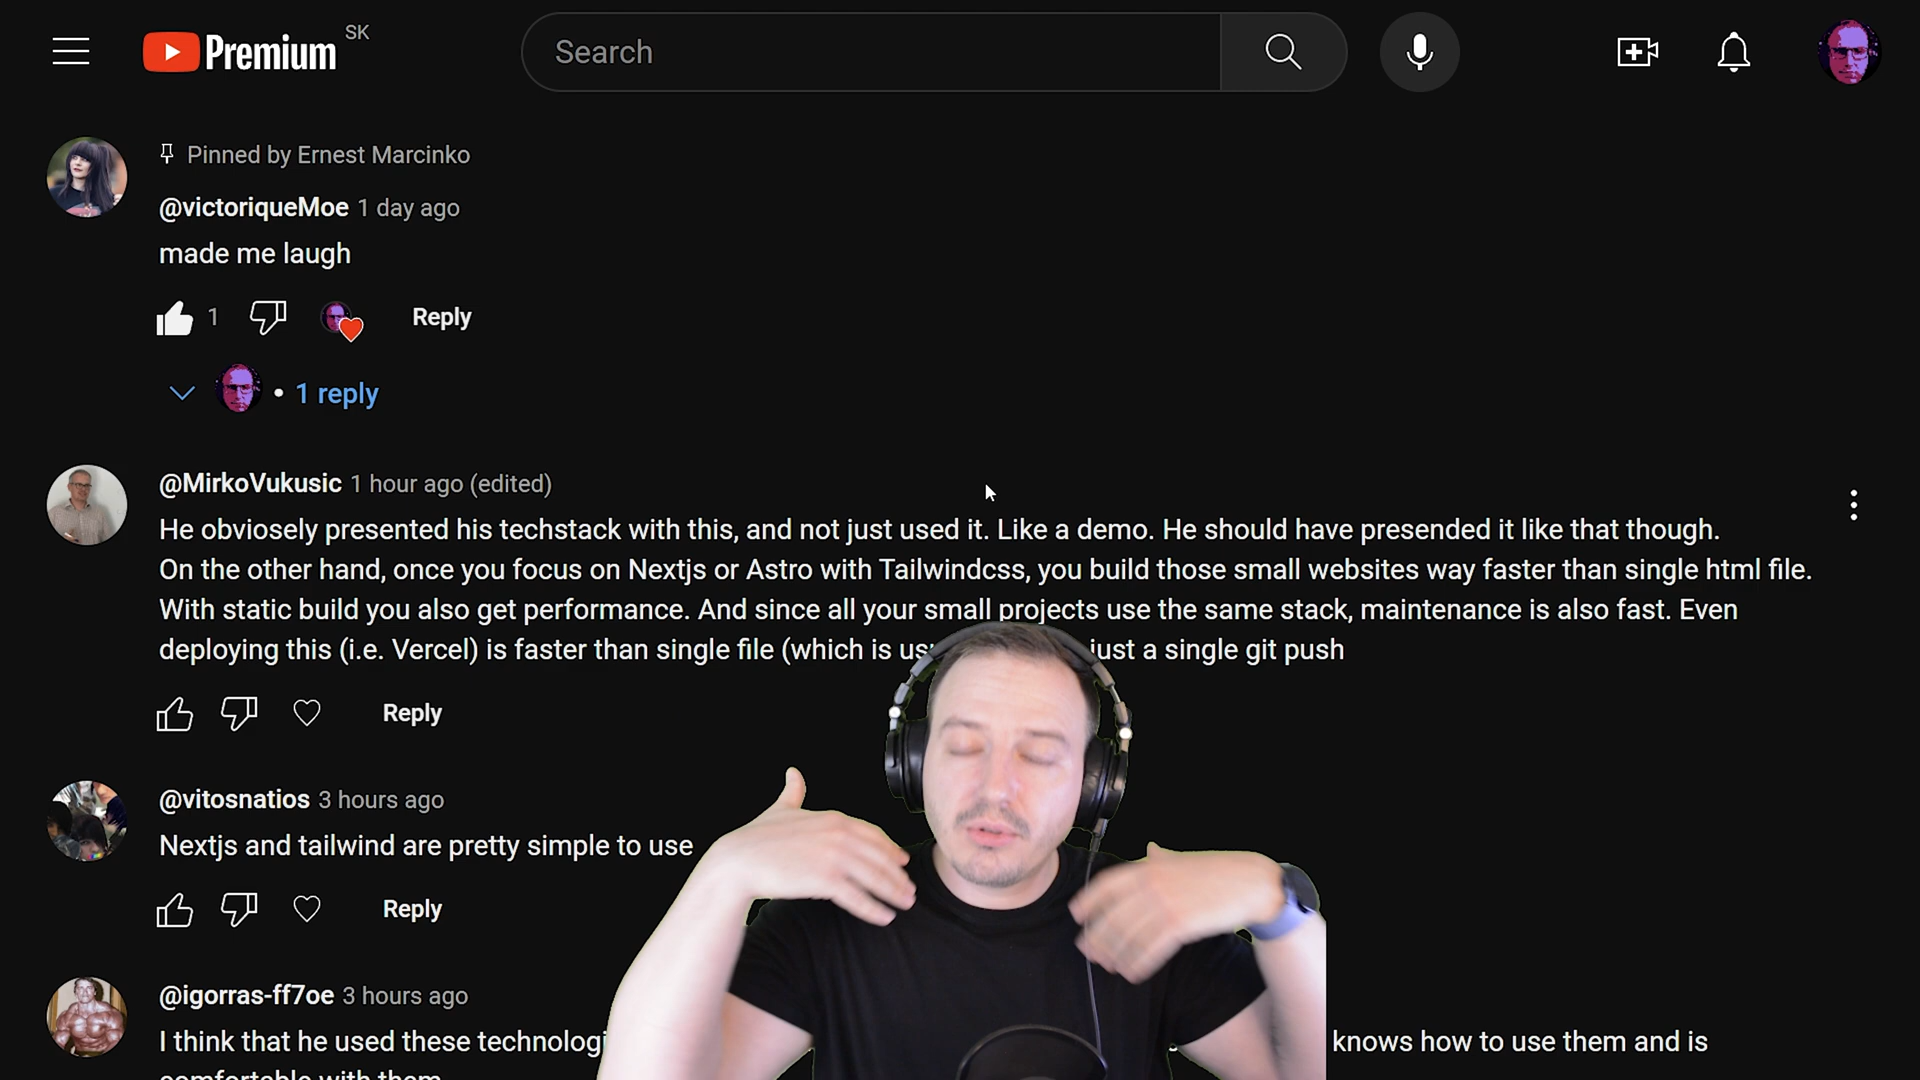 Premium SK
Search
Pinned by Ernest Marcinko
@victoriqueMoe 1 day ago
made me laugh
1
Reply
• 1 reply
@MirkoVukusic 1 hour ago (edited)
He obviosely presented his techstack with this, and not just used it. Like a demo. He should have presended it like that though.
On the other hand, once you focus on Nextjs or Astro with Tailwindcss, you build those small websites way faster than single html file.
With static build you also get performance. And since all your small projects use the same stack, maintenance is also fast. Even
deploying this (i.e. Vercel) is faster than single file (which is just a single git push
Reply
@vitosnatios 3 hours ago
Nextjs and tailwind are pretty simple to use
Reply
@igorras-ff7oe 3 hours ago
I think that he used these knows how to use them and is
comfortable with them